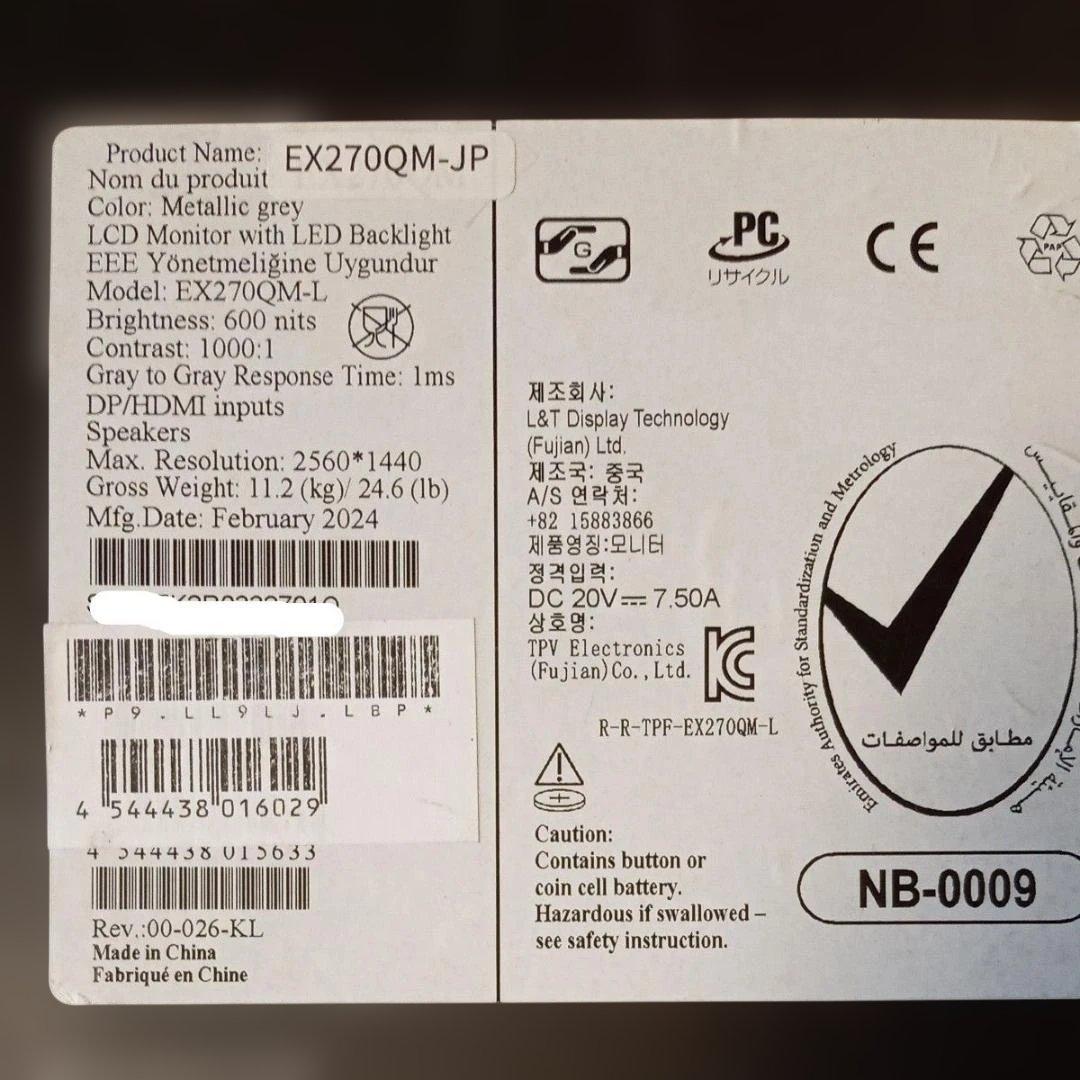 Product Name: EX270QM-JP
Nom du produit
Color: Metallic grey
LCD Monitor with LED Backlight
EEE Yönetmeliğine Uygundur
Model: EX270QM-L
Brightness: 600 nits
Contrast: 1000:1
Gray to Gray Response Time: 1ms
DP/HDMI inputs
Speakers
Max. Resolution: 2560*1440
Gross Weight: 11.2 (kg)/ 24.6 (lb)
Mfg.Date: February 2024
*P9.LL9LJ.LBP*
4 544438 016029
4 544438 015633
Rev.:00-026-KL
Made in China
Fabriqué en Chine
G
PC
リサイクル
CE
PAP
제조회사:
L&T Display Technology
(Fujian) Ltd.
제조국: 중국
A/S 연락처:
+82 15883866
제품명칭:모니터
정격입력:
DC 20V⎓ 7.50A
상호명:
TPV Electronics
(Fujian)Co.,Ltd.
R-R-TPF-EX270QM-L
Caution:
Contains button or
coin cell battery.
Hazardous if swallowed –
see safety instruction.
Emirates Authority for Standardization and Metrology
مطابق للمواصفات
NB-0009